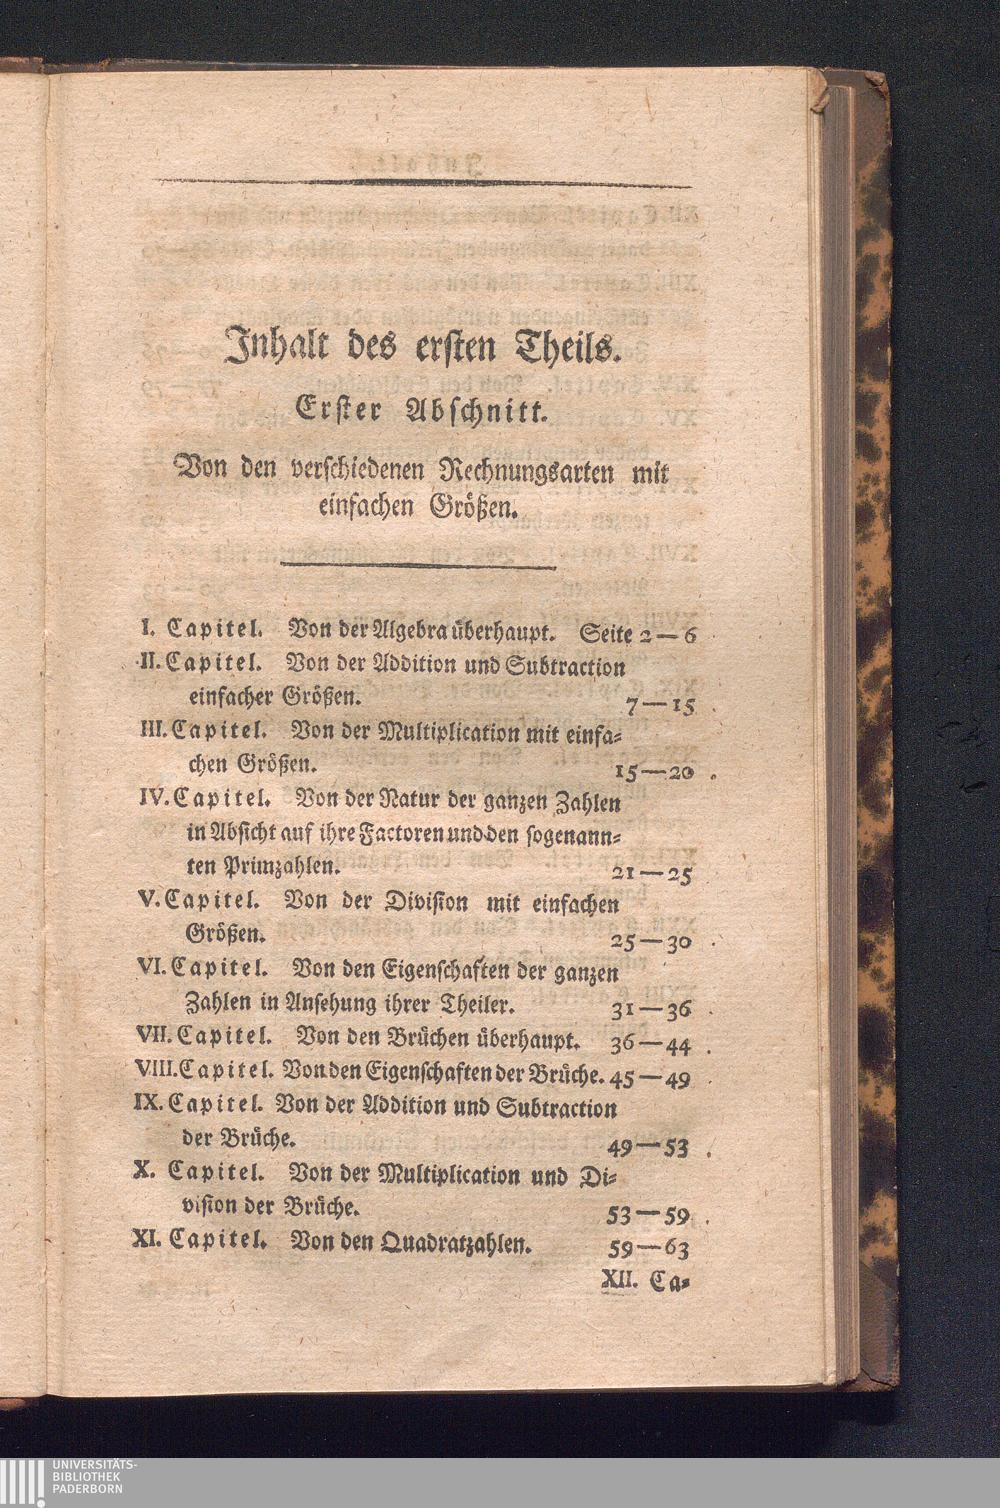 Inhalt des ersten Theils.
Erster Abschnitt.
Von den verschiedenen Rechnungsarten mit
einfachen Größen.
I. Capitel. Von der Algebra überhaupt. Seite 2—6
II. Capitel. Von der Addition und Subtraction
einfacher Größen. 7—15
III. Capitel. Von der Multiplication mit einfa-
chen Größen. 15—20
IV. Capitel. Von der Natur der ganzen Zahlen
in Absicht auf ihre Factoren und den sogenann-
ten Primzahlen. 21—25
V. Capitel. Von der Division mit einfachen
Größen. 25—30
VI. Capitel. Von den Eigenschaften der ganzen
Zahlen in Ansehung ihrer Theiler. 31—36
VII. Capitel. Von den Brüchen überhaupt. 36—44
VIII. Capitel. Von den Eigenschaften der Brüche. 45—49
IX. Capitel. Von der Addition und Subtraction
der Brüche. 49—53
X. Capitel. Von der Multiplication und Di-
vision der Brüche. 53—59
XI. Capitel. Von den Quadratzahlen. 59—63
XII. Ca-
UNIVERSITÄTS-
BIBLIOTHEK
PADERBORN